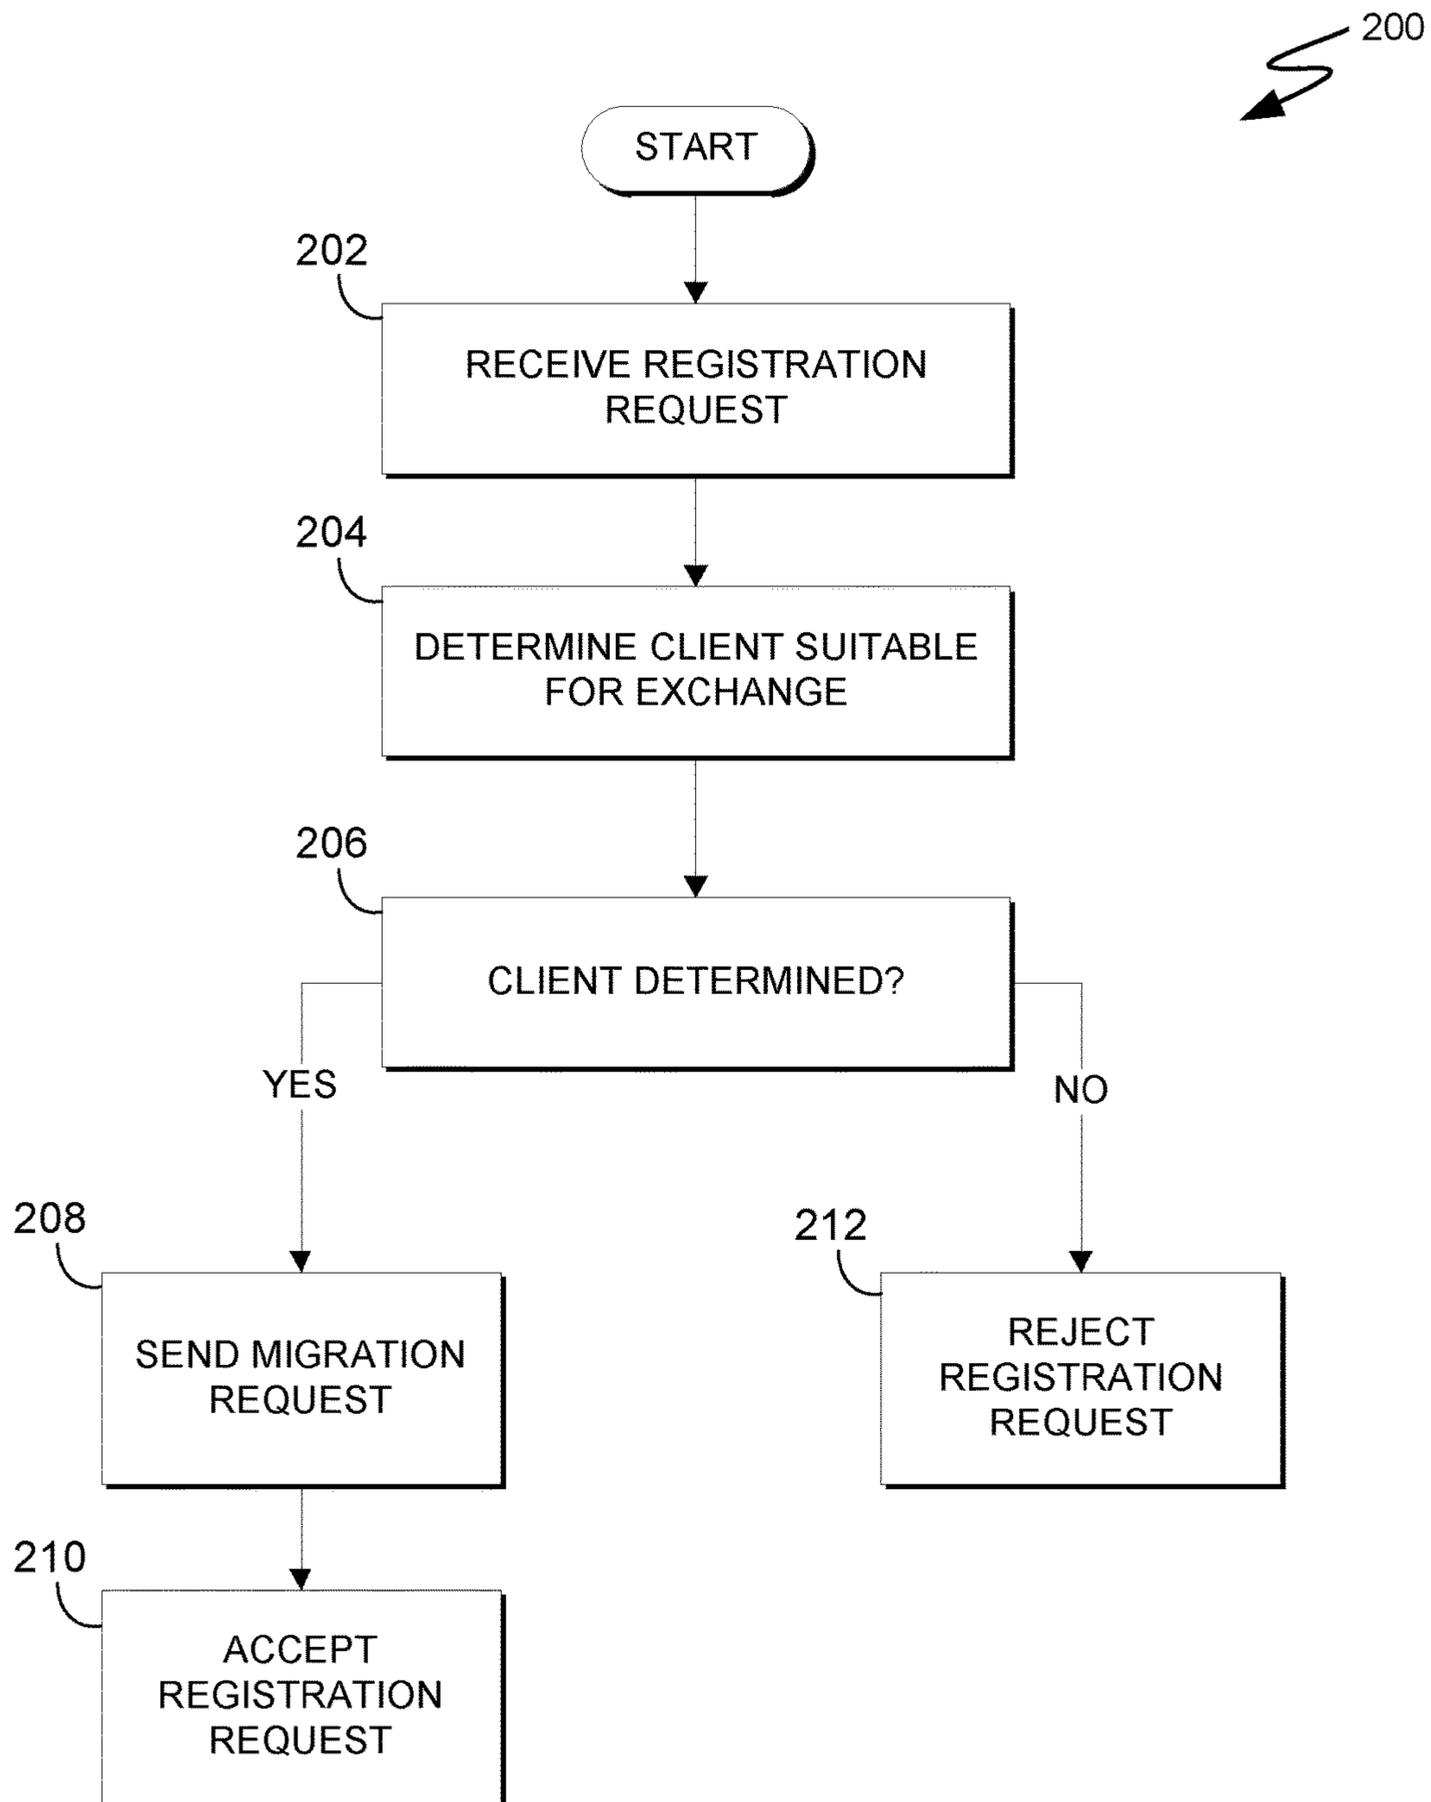 200
START
202
RECEIVE REGISTRATION
REQUEST
204
DETERMINE CLIENT SUITABLE
FOR EXCHANGE
206
CLIENT DETERMINED?
YES
NO
208
SEND MIGRATION
REQUEST
212
REJECT
REGISTRATION
REQUEST
210
ACCEPT
REGISTRATION
REQUEST